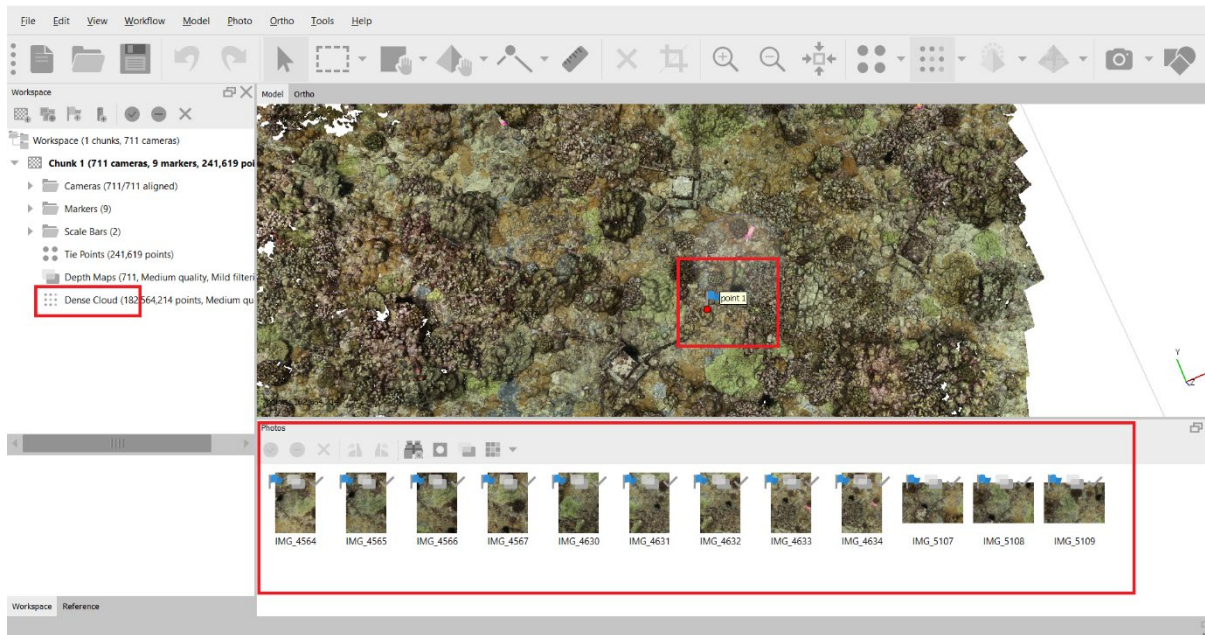 File Edit View Workflow Model Photo Ortho Tools Help
Workspace
Model Ortho
Workspace (1 chunks, 711 cameras)
Chunk 1 (711 cameras, 9 markers, 241,619 poi
Cameras (711/711 aligned)
Markers (9)
Scale Bars (2)
Tie Points (241,619 points)
Depth Maps (711, Medium quality, Mild filteri
Dense Cloud (182,564,214 points, Medium qu
point 1
Y
Z
Photos
IMG_4564 IMG_4565 IMG_4566 IMG_4567 IMG_4630 IMG_4631 IMG_4632 IMG_4633 IMG_4634 IMG_5107 IMG_5108 IMG_5109
Workspace Reference